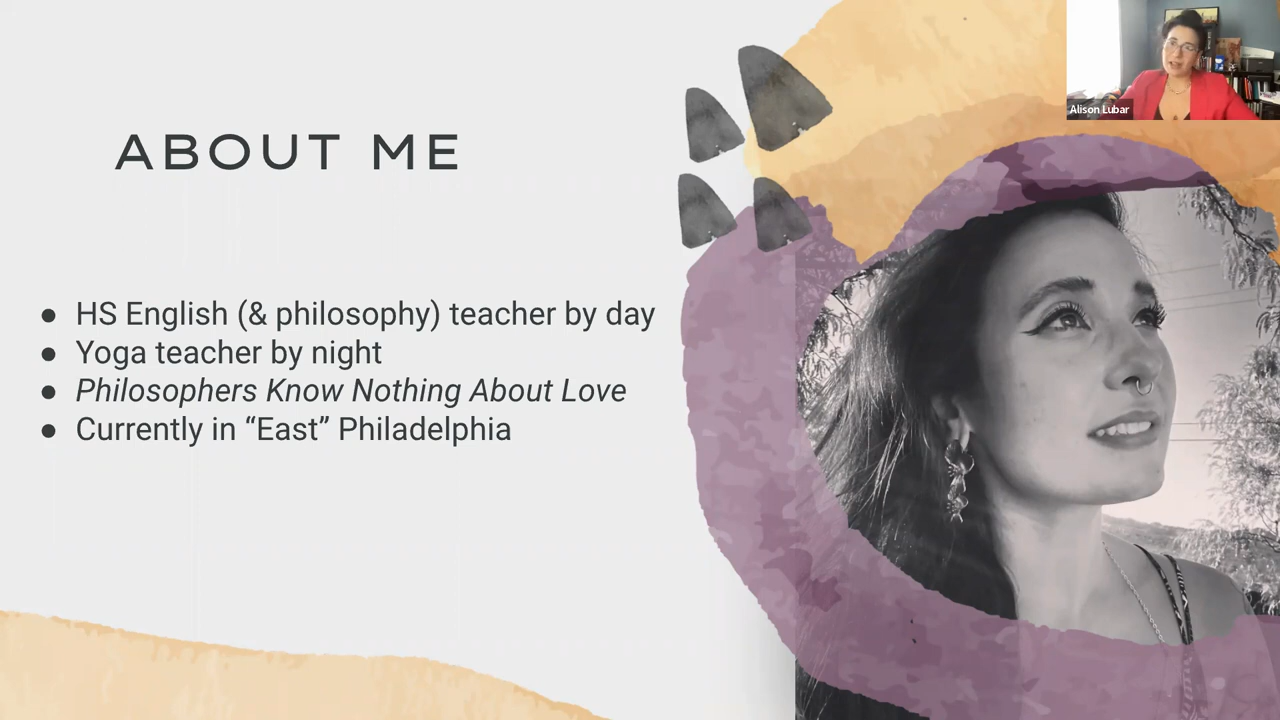 Alison Lubar
ABOUT ME
● HS English (& philosophy) teacher by day
● Yoga teacher by night
● Philosophers Know Nothing About Love
● Currently in “East” Philadelphia